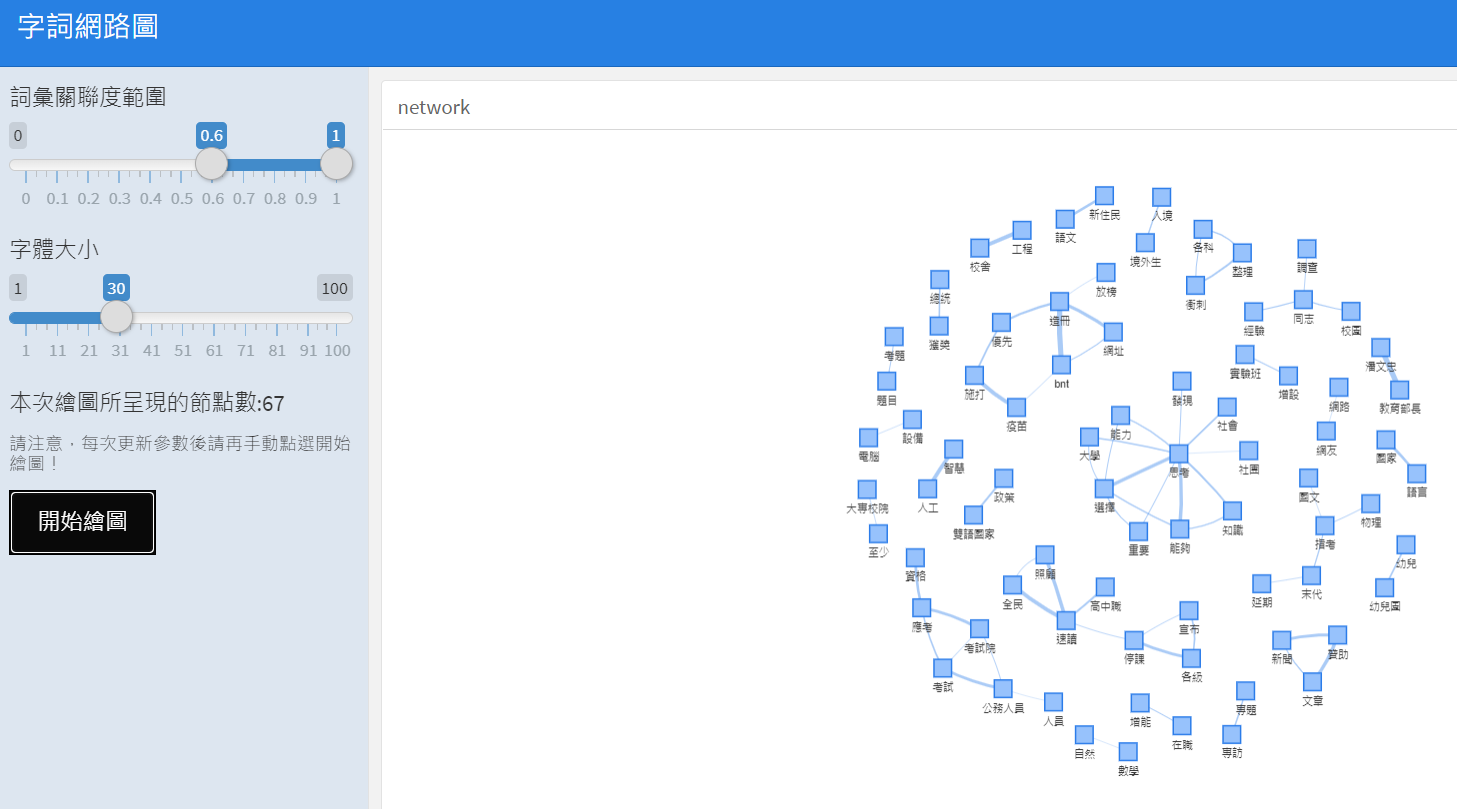 字詞網路圖
詞彙關聯度範圍
0 0.6 1
0 0.1 0.2 0.3 0.4 0.5 0.6 0.7 0.8 0.9 1
字體大小
1 30 100
1 11 21 31 41 51 61 71 81 91 100
本次繪圖所呈現的節點數:67
請注意,每次更新參數後請再手動點選開始
繪圖!
開始繪圖
network
新住民
入境
語文
各科
工程
境外生
校舍
整理
調查
放榜
總統
衝刺
造冊
同志
經驗
校園
優先
獲獎
網址
考題
潘文忠
實驗班
bnt
增設
施打
題目
發現
網路
教育部長
疫苗
社會
能力
設備
網友
大學
電腦
國家
智慧
思考
社團
語言
政策
國文
選擇
人工
大專校院
物理
知識
雙語國家
指考
能夠
重要
至少
幼兒
照顧
資格
末代
延期
全民
高中職
幼兒園
應考
宣布
速讀
考試院
停課
贊助
新聞
各級
考試
文章
公務人員
專題
人員
增能
在職
專訪
自然
數學